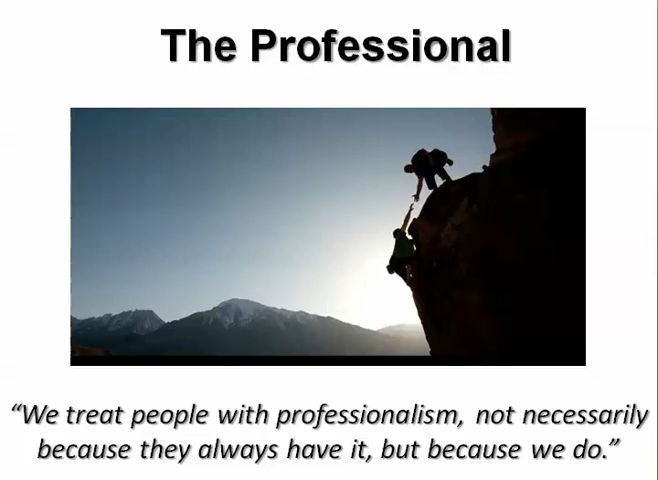 The Professional
“We treat people with professionalism, not necessarily
because they always have it, but because we do.”